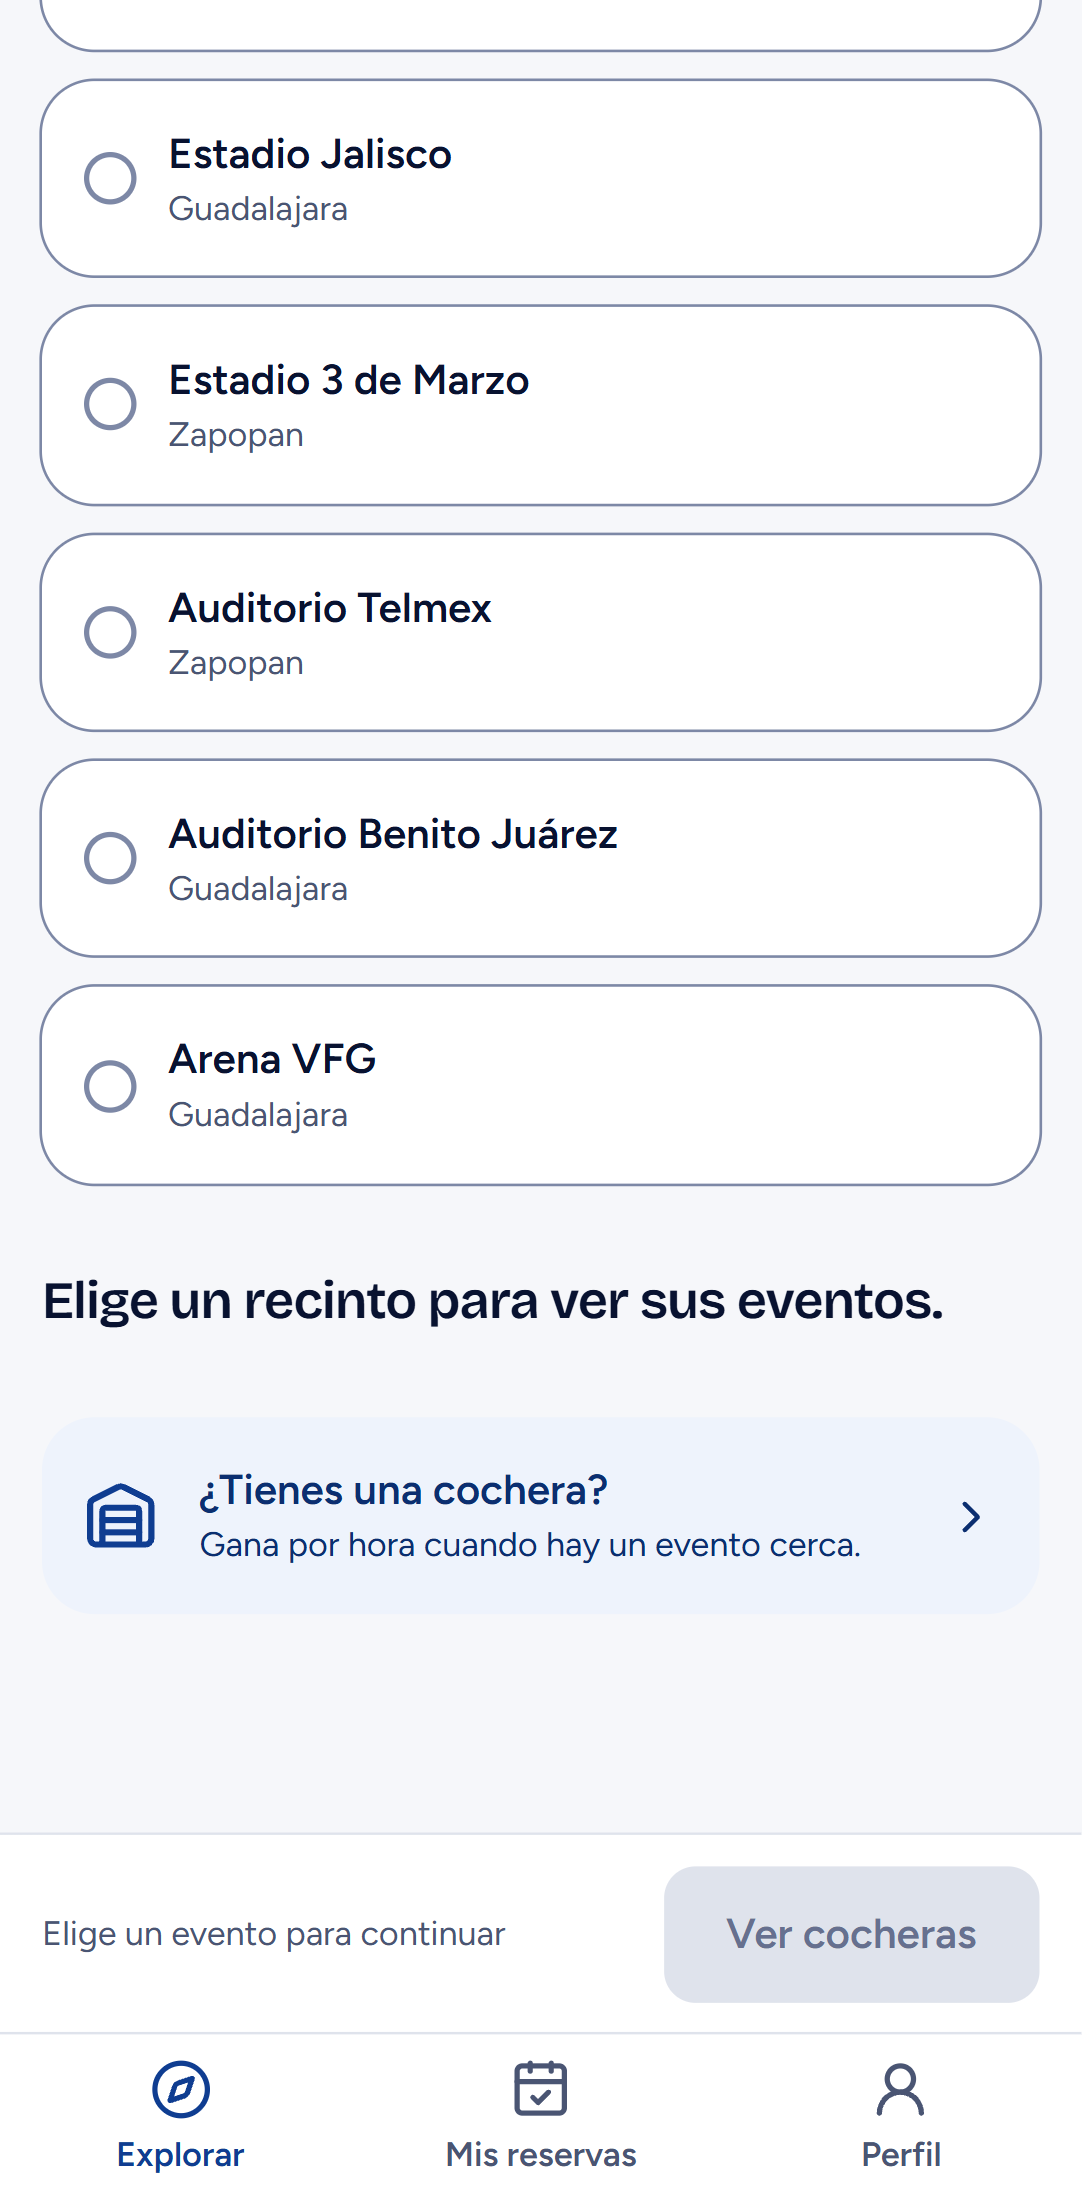 Estadio Jalisco
Guadalajara
Estadio 3 de Marzo
Zapopan
Auditorio Telmex
Zapopan
Auditorio Benito Juárez
Guadalajara
Arena VFG
Guadalajara
Elige un recinto para ver sus eventos.
¿Tienes una cochera?
Gana por hora cuando hay un evento cerca.
Elige un evento para continuar
Ver cocheras
Explorar
Mis reservas
Perfil